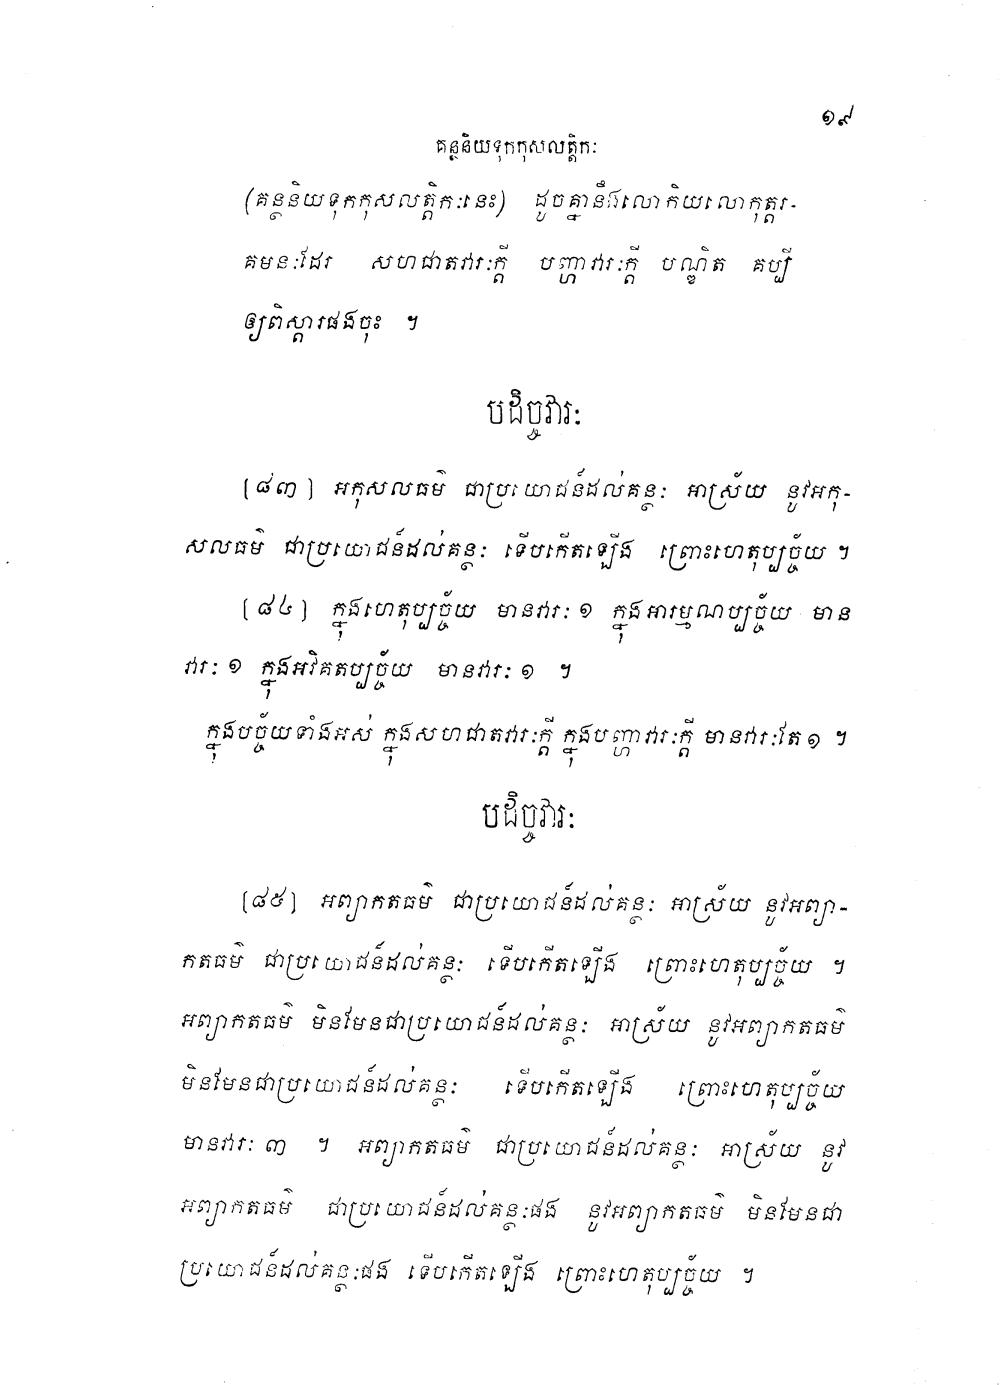 ១៩
គន្ថនិយទុកកុសលត្តិកៈ
(គន្ថនិយទុកកុសលត្តិកៈនេះ) ដូចគ្នានឹងលោកិយលោកុត្តរ-
គមនៈដែរ សហជាតវារៈក្តី បញ្ហាវារៈក្តី បណ្ឌិត គប្បី
ឲ្យពិស្តារផងចុះ ។
បដិច្ចវារៈ
[៨៣] អកុសលធម៌ ជាប្រយោជន៍ដល់គន្ថៈ អាស្រ័យ នូវអកុ-
សលធម៌ ជាប្រយោជន៍ដល់គន្ថៈ ទើបកើតឡើង ព្រោះហេតុប្បច្ច័យ ។
[៨៤] ក្នុងហេតុប្បច្ច័យ មានវារៈ ១ ក្នុងអារម្មណប្បច្ច័យ មាន
វារៈ ១ ក្នុងអវិគតប្បច្ច័យ មានវារៈ ១ ។
ក្នុងបច្ច័យទាំងអស់ ក្នុងសហជាតវារៈក្តី ក្នុងបញ្ហាវារៈក្តី មានវារៈតែ ១ ។
បដិច្ចវារៈ
[៨៥] អព្យាកតធម៌ ជាប្រយោជន៍ដល់គន្ថៈ អាស្រ័យ នូវអព្យា-
កតធម៌ ជាប្រយោជន៍ដល់គន្ថៈ ទើបកើតឡើង ព្រោះហេតុប្បច្ច័យ ។
អព្យាកតធម៌ មិនមែនជាប្រយោជន៍ដល់គន្ថៈ អាស្រ័យ នូវអព្យាកតធម៌
មិនមែនជាប្រយោជន៍ដល់គន្ថៈ ទើបកើតឡើង ព្រោះហេតុប្បច្ច័យ
មានវារៈ ៣ ។ អព្យាកតធម៌ ជាប្រយោជន៍ដល់គន្ថៈ អាស្រ័យ នូវ
អព្យាកតធម៌ ជាប្រយោជន៍ដល់គន្ថៈផង នូវអព្យាកតធម៌ មិនមែនជា
ប្រយោជន៍ដល់គន្ថៈផង ទើបកើតឡើង ព្រោះហេតុប្បច្ច័យ ។